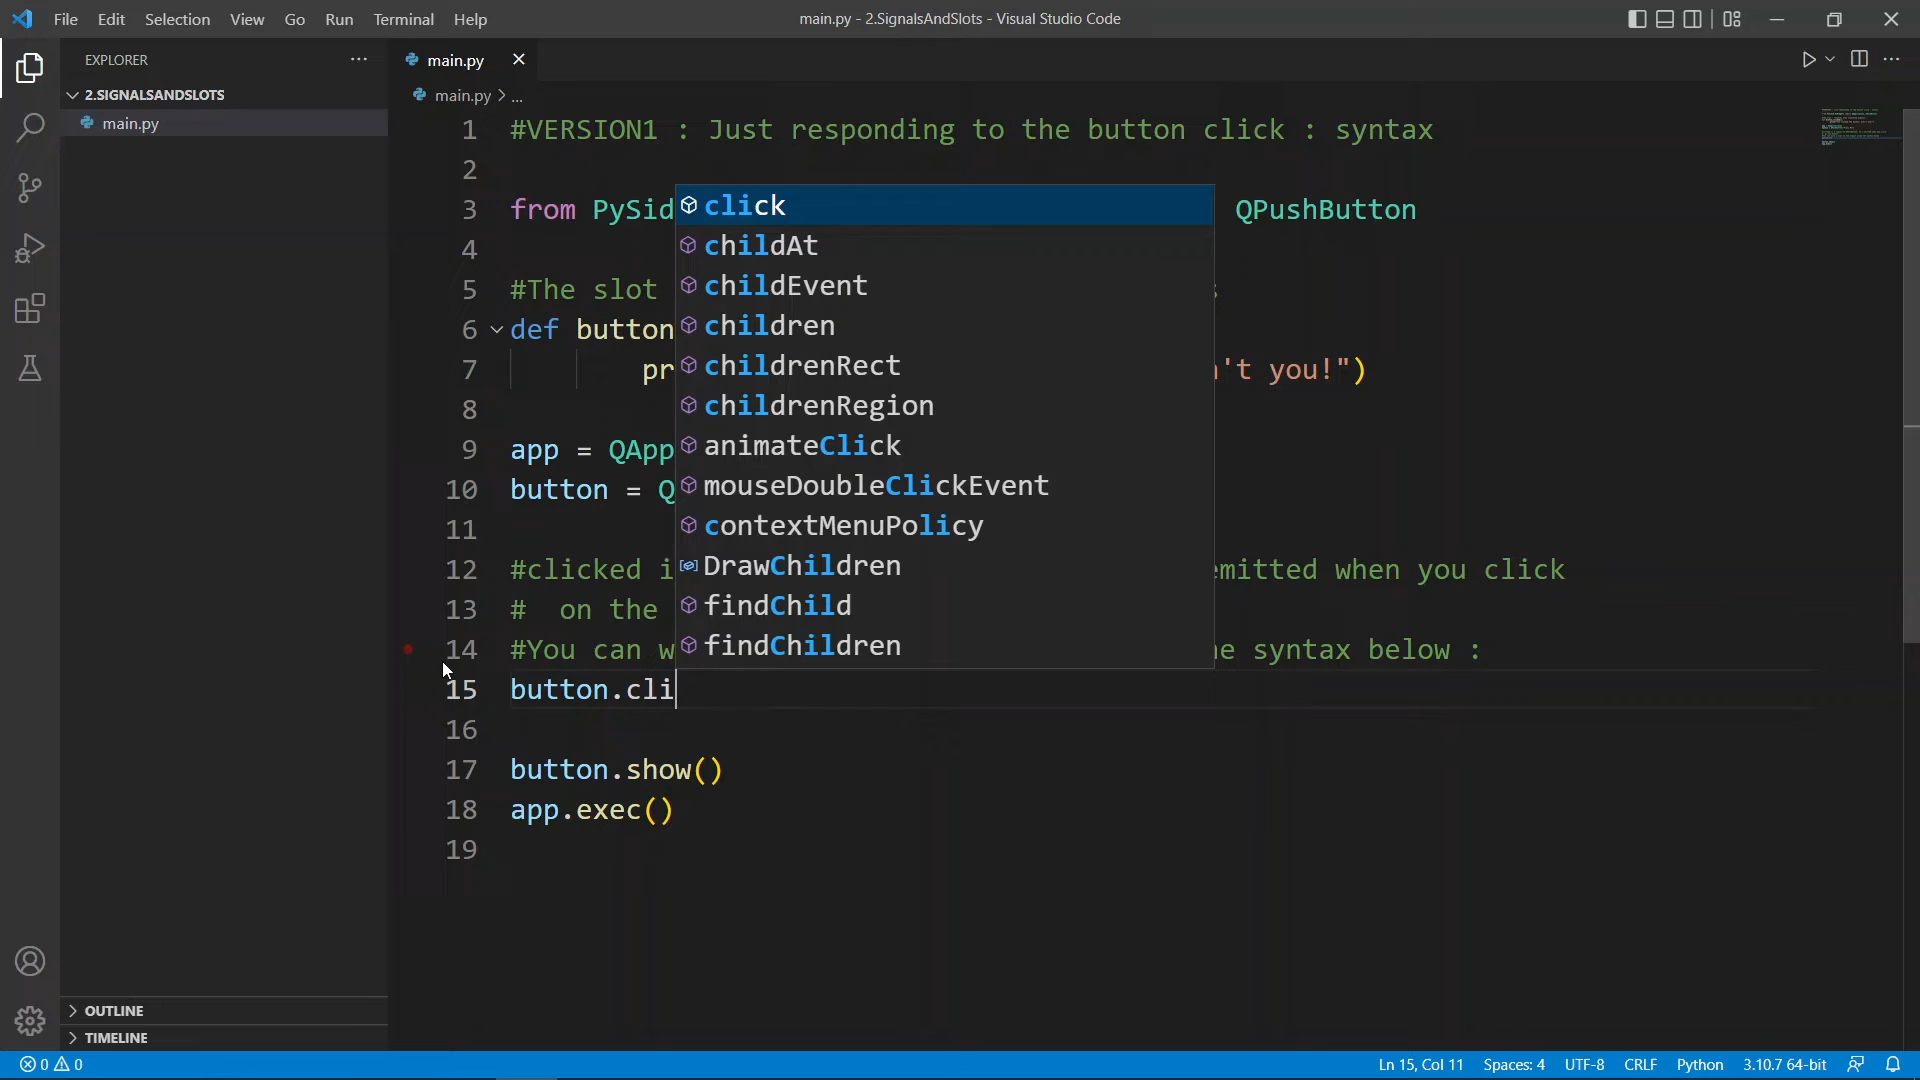 File Edit Selection View Go Run Terminal Help
main.py - 2.SignalsAndSlots - Visual Studio Code
EXPLORER
2.SIGNALSANDSLOTS
main.py
OUTLINE
TIMELINE
main.py
main.py > ...
1 #VERSION1 : Just responding to the button click : syntax
2
3 from PySid QPushButton
4
5 #The slot
6 def button
7 pr 't you!")
8
9 app = QApp
10 button = Q
11
12 #clicked i emitted when you click
13 # on the
14 #You can w e syntax below :
15 button.cli
16
17 button.show()
18 app.exec()
19
click
childAt
childEvent
children
childrenRect
childrenRegion
animateClick
mouseDoubleClickEvent
contextMenuPolicy
DrawChildren
findChild
findChildren
0 0
Ln 15, Col 11 Spaces: 4 UTF-8 CRLF Python 3.10.7 64-bit